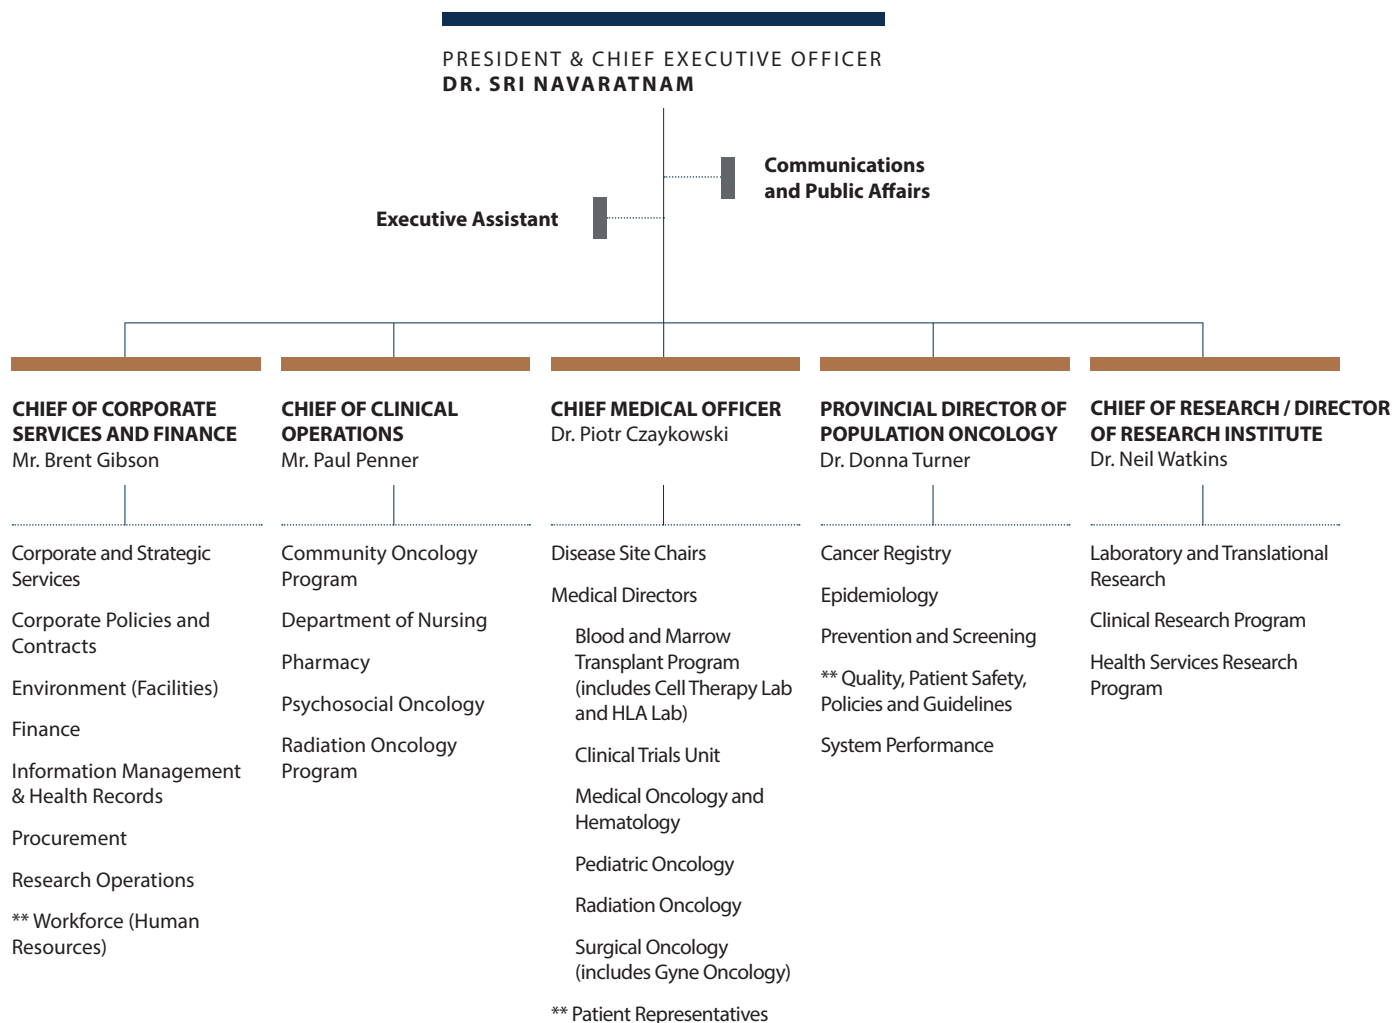 PRESIDENT & CHIEF EXECUTIVE OFFICER
DR. SRI NAVARATNAM
Communications
and Public Affairs
Executive Assistant
CHIEF OF CORPORATE
SERVICES AND FINANCE
Mr. Brent Gibson
Corporate and Strategic
Services
Corporate Policies and
Contracts
Environment (Facilities)
Finance
Information Management
& Health Records
Procurement
Research Operations
** Workforce (Human
Resources)
CHIEF OF CLINICAL
OPERATIONS
Mr. Paul Penner
Community Oncology
Program
Department of Nursing
Pharmacy
Psychosocial Oncology
Radiation Oncology
Program
CHIEF MEDICAL OFFICER
Dr. Piotr Czaykowski
Disease Site Chairs
Medical Directors
Blood and Marrow
Transplant Program
(includes Cell Therapy Lab
and HLA Lab)
Clinical Trials Unit
Medical Oncology and
Hematology
Pediatric Oncology
Radiation Oncology
Surgical Oncology
(includes Gyne Oncology)
** Patient Representatives
PROVINCIAL DIRECTOR OF
POPULATION ONCOLOGY
Dr. Donna Turner
Cancer Registry
Epidemiology
Prevention and Screening
** Quality, Patient Safety,
Policies and Guidelines
System Performance
CHIEF OF RESEARCH / DIRECTOR
OF RESEARCH INSTITUTE
Dr. Neil Watkins
Laboratory and Translational
Research
Clinical Research Program
Health Services Research
Program